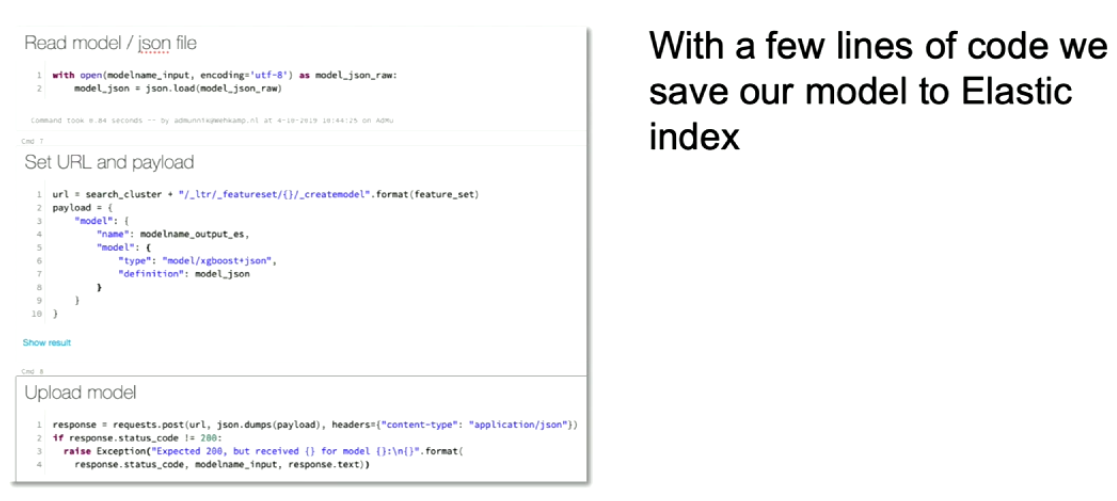 Read model / json file
1 with open(modelname_input, encoding='utf-8') as model_json_raw:
2 model_json = json.load(model_json_raw)
Command took 0.04 seconds -- by admunnik@wehkamp.nl at 4-10-2019 10:44:25 on AdMu
Cmd 7
Set URL and payload
1 url = search_cluster + "/_ltr/_featureset/{}/_createmodel".format(feature_set)
2 payload = {
3 "model": {
4 "name": modelname_output_es,
5 "model": {
6 "type": "model/xgboost+json",
7 "definition": model_json
8 }
9 }
10 }
Show result
Cmd 8
Upload model
1 response = requests.post(url, json.dumps(payload), headers={"content-type": "application/json"})
2 if response.status_code != 200:
3 raise Exception("Expected 200, but received {} for model {}:\n{}".format(
4 response.status_code, modelname_input, response.text))
With a few lines of code we
save our model to Elastic
index